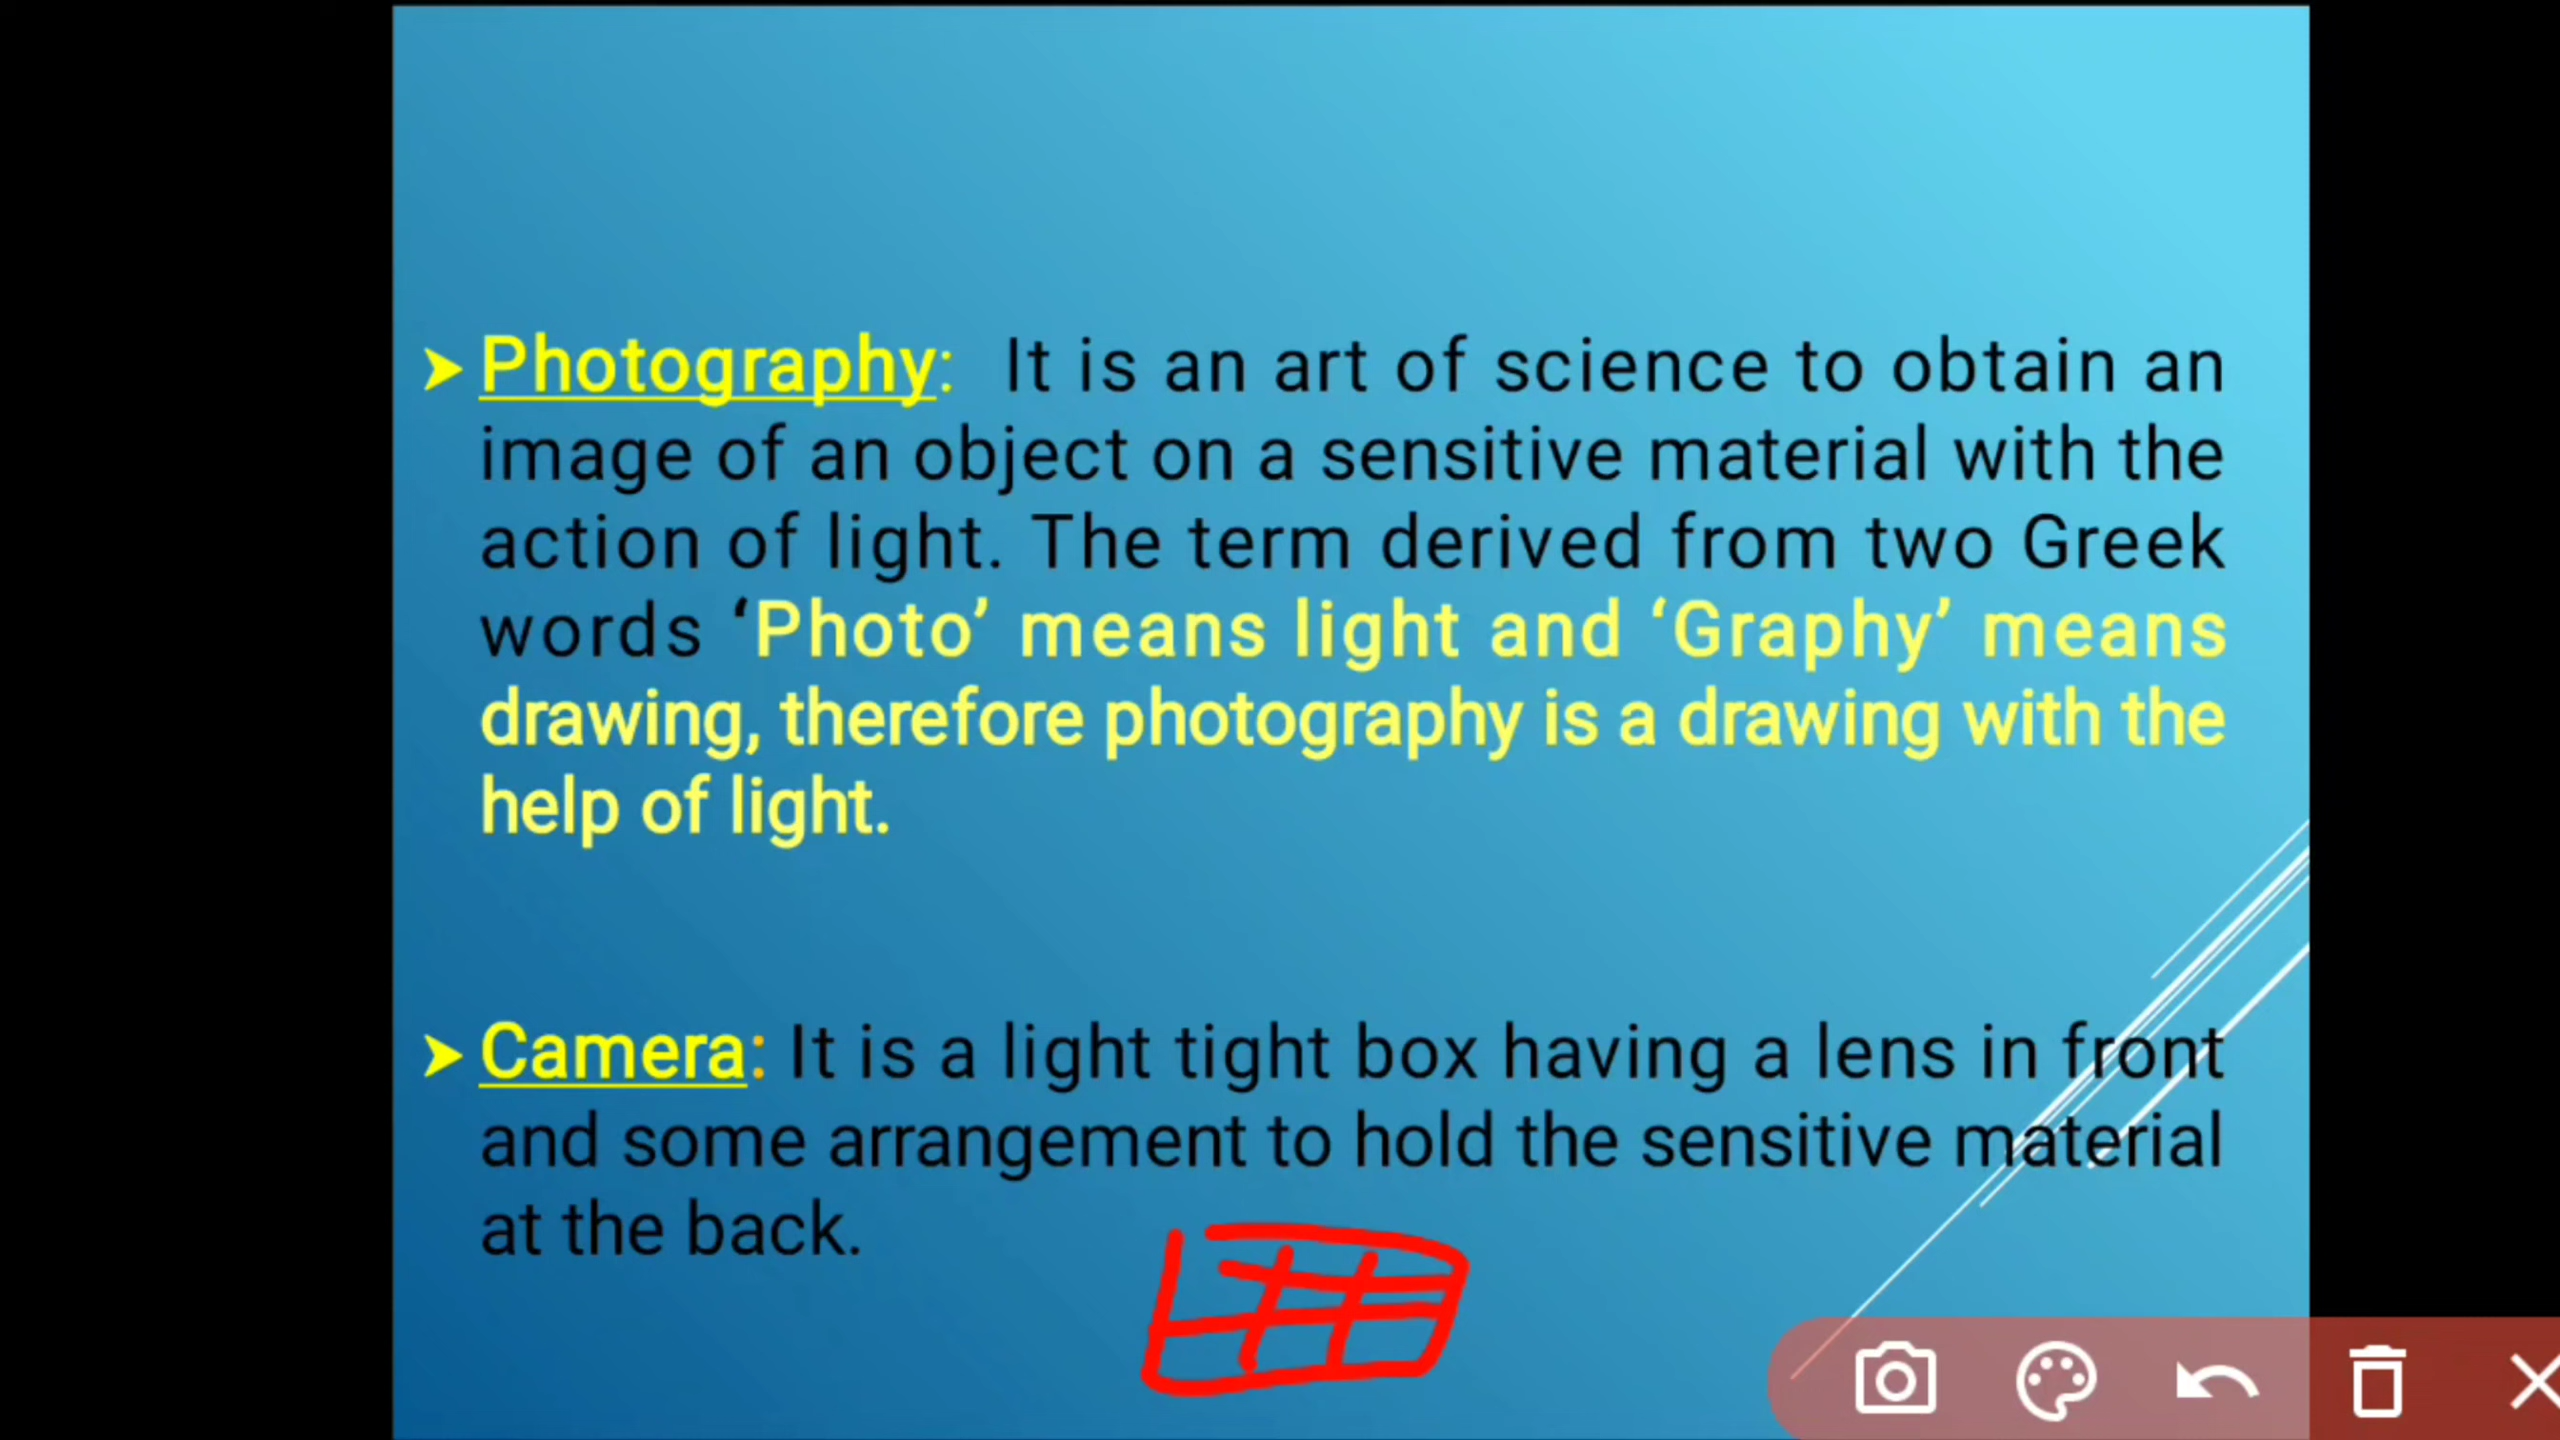 ➤ Photography: It is an art of science to obtain an
image of an object on a sensitive material with the
action of light. The term derived from two Greek
words ‘Photo’ means light and ‘Graphy’ means
drawing, therefore photography is a drawing with the
help of light.
➤ Camera: It is a light tight box having a lens in front
and some arrangement to hold the sensitive material
at the back.